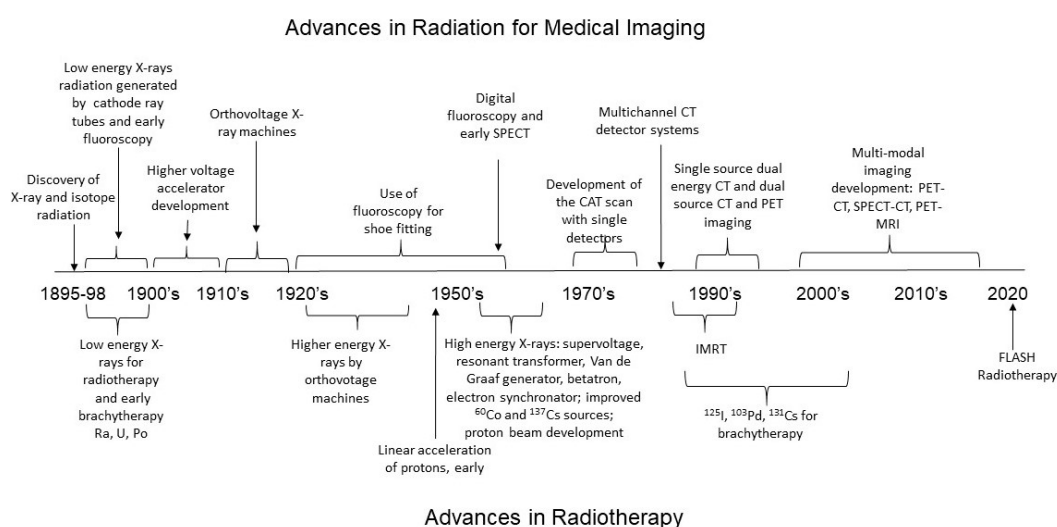 Advances in Radiation for Medical Imaging
Low energy X-rays
radiation generated
by cathode ray
tubes and early
fluoroscopy
Discovery of
X-ray and isotope
radiation
Higher voltage
accelerator
development
Orthovoltage X-
ray machines
Use of
fluoroscopy for
shoe fitting
Digital
fluoroscopy and
early SPECT
Development of
the CAT scan
with single
detectors
Multichannel CT
detector systems
Single source dual
energy CT and dual
source CT and PET
imaging
Multi-modal
imaging
development: PET-
CT, SPECT-CT, PET-
MRI
1895-98 1900's 1910's 1920's 1950's 1970's 1990's 2000's 2010's 2020
Low energy X-
rays for
radiotherapy
and early
brachytherapy
Ra, U, Po
Higher energy X-
rays by
orthovotage
machines
Linear acceleration
of protons, early
High energy X-rays: supervoltage,
resonant transformer, Van de
Graaf generator, betatron,
electron synchronator; improved
⁶⁰Co and ¹³⁷Cs sources;
proton beam development
IMRT
¹²⁵I, ¹⁰³Pd, ¹³¹Cs for
brachytherapy
FLASH
Radiotherapy
Advances in Radiotherapy